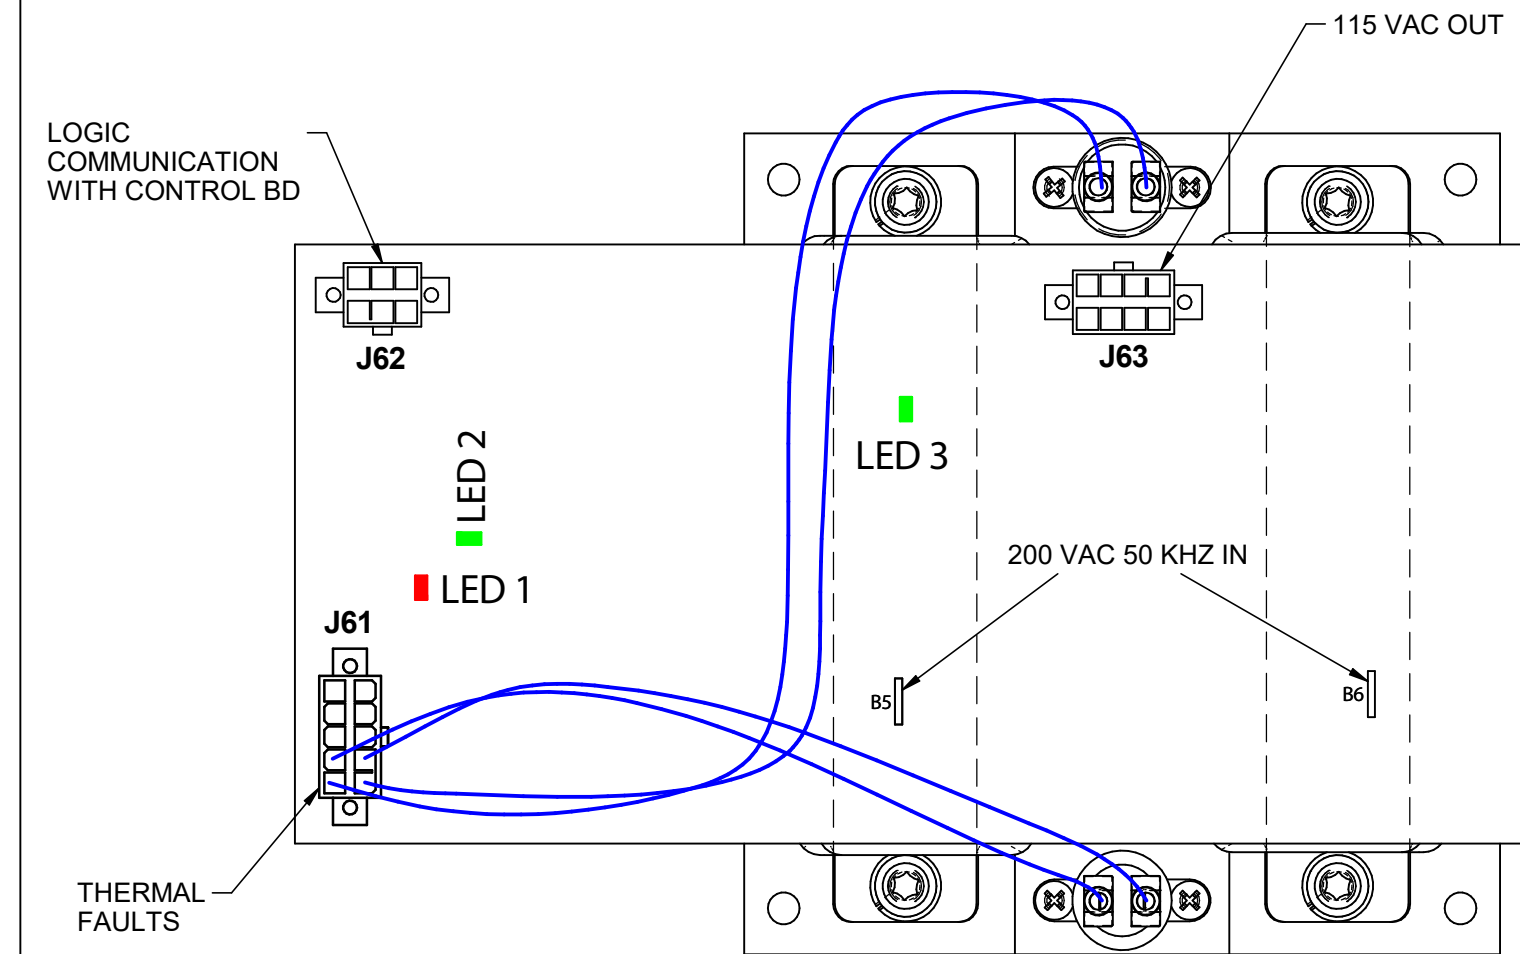 115 VAC OUT
LOGIC
COMMUNICATION
WITH CONTROL BD
J62
J63
LED 2
LED 3
200 VAC 50 KHZ IN
LED 1
J61
B5
B6
THERMAL
FAULTS